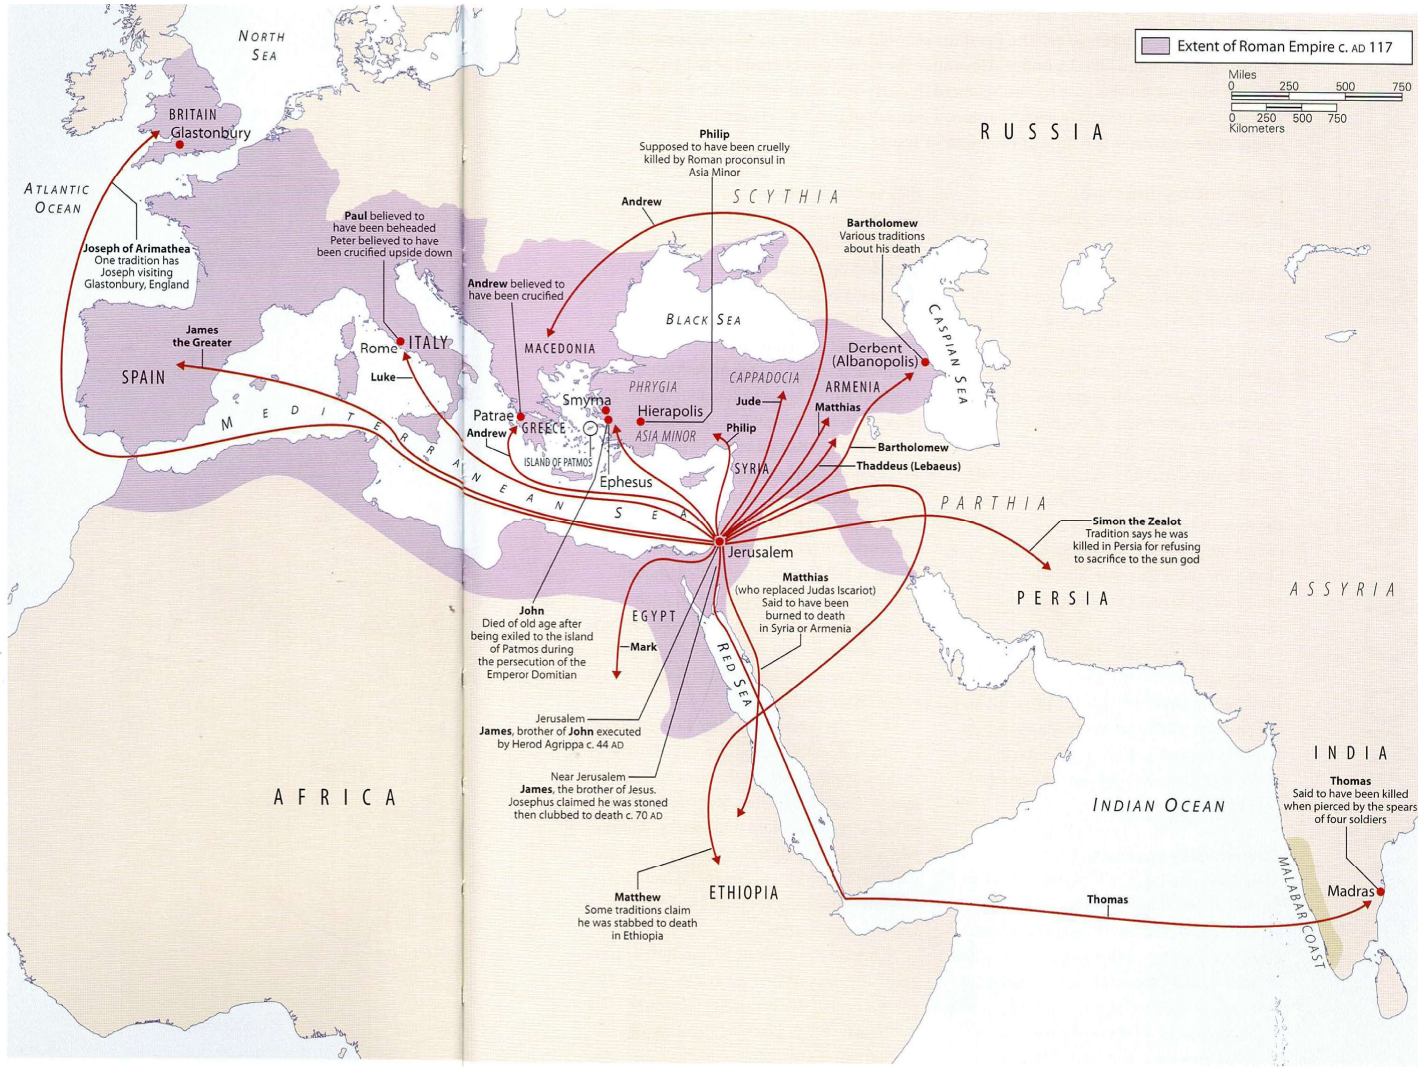 NORTH
SEA
Extent of Roman Empire c. AD 117
Miles
0 250 500 750
0 250 500 750
Kilometers
BRITAIN
Glastonbury
RUSSIA
ATLANTIC
OCEAN
Philip
Supposed to have been cruelly
killed by Roman proconsul in
Asia Minor
SCYTHIA
Andrew
Paul believed to
have been beheaded
Peter believed to have
been crucified upside down
Bartholomew
Various traditions
about his death
Joseph of Arimathea
One tradition has
Joseph visiting
Glastonbury, England
Andrew believed to
have been crucified
BLACK SEA
CASPIAN SEA
James
the Greater
SPAIN
Rome
ITALY
Luke
MACEDONIA
Derbent
(Albanopolis)
PHRYGIA
CAPPADOCIA
ARMENIA
Jude
Matthias
Smyrna
Hierapolis
Patrae
GREECE
Andrew
ASIA MINOR
Philip
Bartholomew
Thaddeus (Lebaeus)
ISLAND OF PATMOS
SYRIA
Ephesus
MEDITERRANEAN SEA
PARTHIA
Simon the Zealot
Tradition says he was
killed in Persia for refusing
to sacrifice to the sun god
Jerusalem
Matthias
(who replaced Judas Iscariot)
Said to have been
burned to death
in Syria or Armenia
PERSIA
ASSYRIA
EGYPT
John
Died of old age after
being exiled to the island
of Patmos during
the persecution of the
Emperor Domitian
Mark
RED SEA
Jerusalem
James, brother of John executed
by Herod Agrippa c. 44 AD
Near Jerusalem
James, the brother of Jesus.
Josephus claimed he was stoned
then clubbed to death c. 70 AD
AFRICA
INDIA
Thomas
Said to have been killed
when pierced by the spears
of four soldiers
INDIAN OCEAN
MALABAR COAST
Madras
Matthew
Some traditions claim
he was stabbed to death
in Ethiopia
ETHIOPIA
Thomas